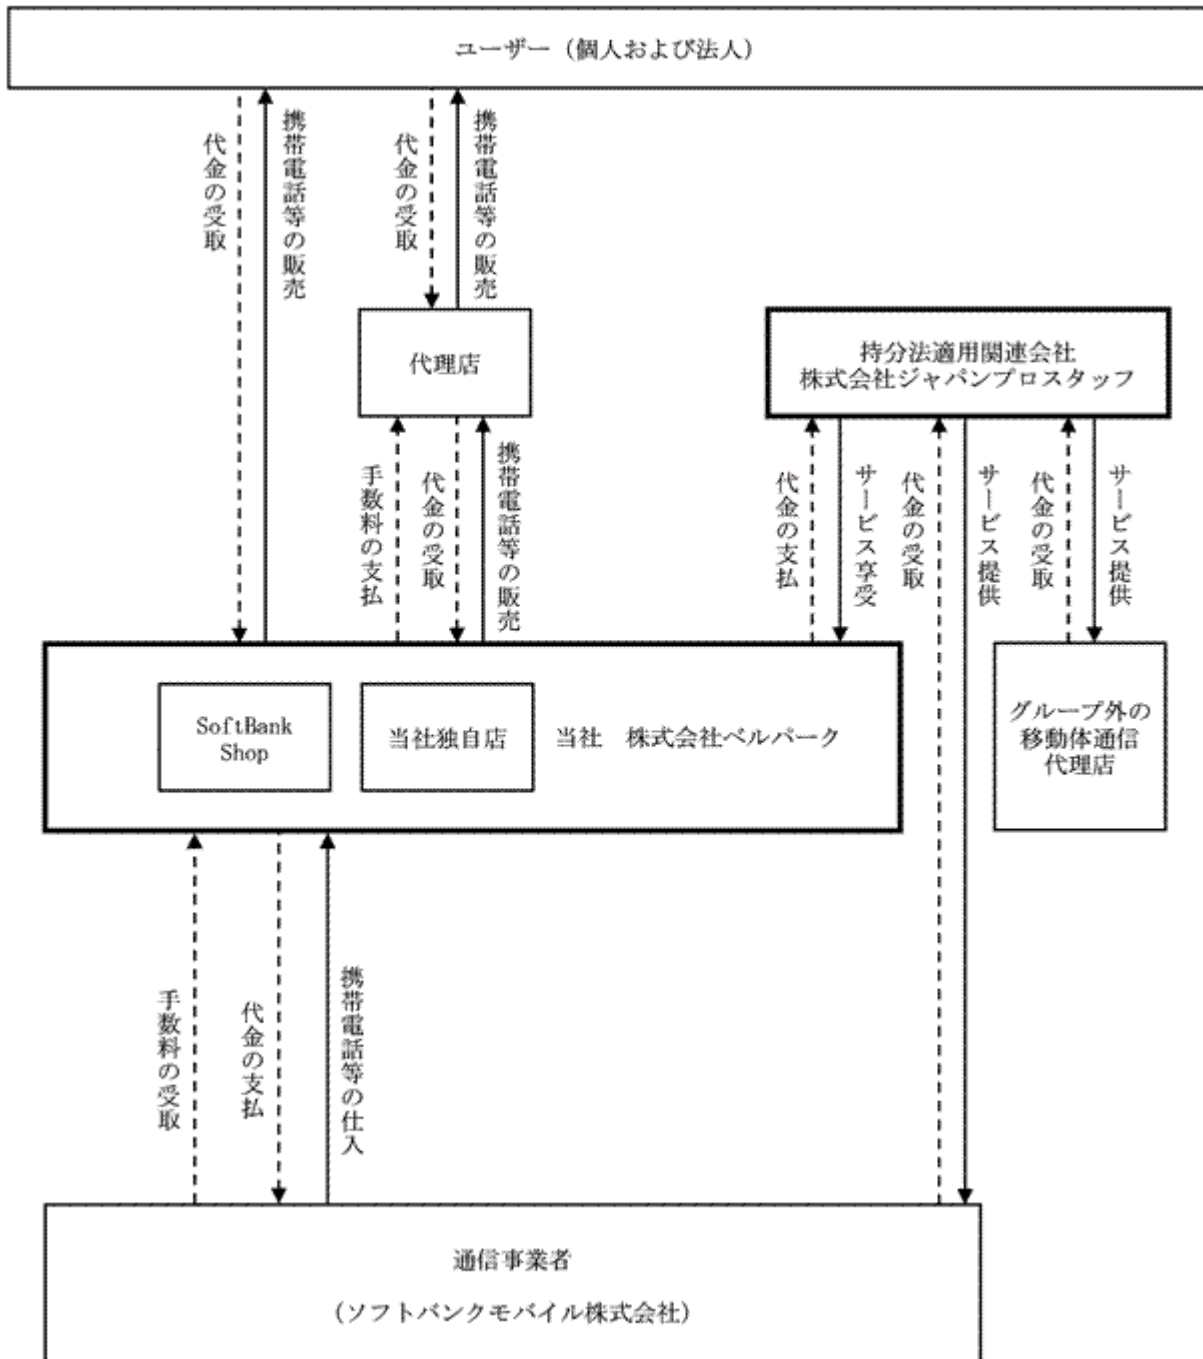 ユーザー（個人および法人）
代金の受取
携帯電話等の販売
代金の受取
携帯電話等の販売
代理店
持分法適用関連会社
株式会社ジャパンプロスタッフ
手数料の支払
代金の受取
携帯電話等の販売
代金の支払
サービス享受
代金の受取
サービス提供
代金の受取
サービス提供
SoftBank
Shop
当社独自店
当社　株式会社ベルパーク
グループ外の
移動体通信
代理店
手数料の受取
代金の支払
携帯電話等の仕入
通信事業者
（ソフトバンクモバイル株式会社）